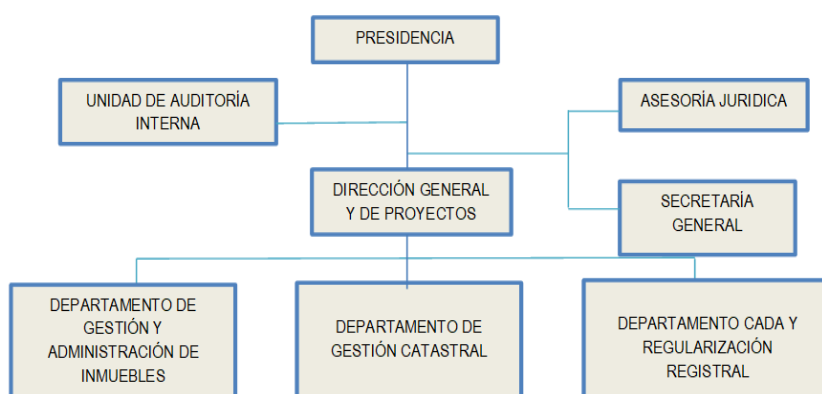 PRESIDENCIA
UNIDAD DE AUDITORÍA
INTERNA
ASESORÍA JURIDICA
DIRECCIÓN GENERAL
Y DE PROYECTOS
SECRETARÍA
GENERAL
DEPARTAMENTO DE
GESTIÓN Y
ADMINISTRACIÓN DE
INMUEBLES
DEPARTAMENTO DE
GESTIÓN CATASTRAL
DEPARTAMENTO CADA Y
REGULARIZACIÓN
REGISTRAL